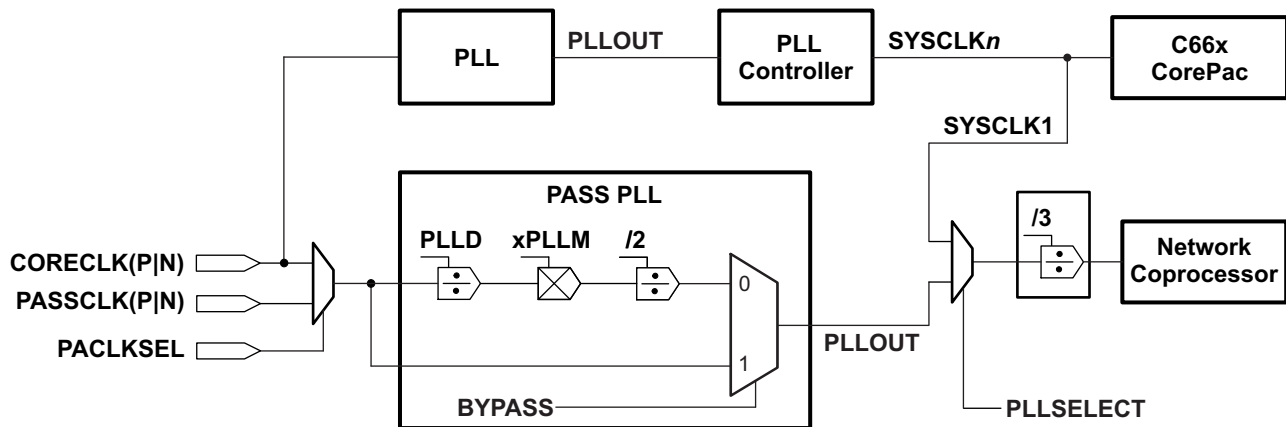 PLL
PLLOUT
PLL
Controller
SYSCLKn
C66x
CorePac
SYSCLK1
PASS PLL
PLLD
xPLLM
/2
/3
CORECLK(P|N)
PASSCLK(P|N)
PACLKSEL
0
1
BYPASS
PLLOUT
Network
Coprocessor
PLLSELECT